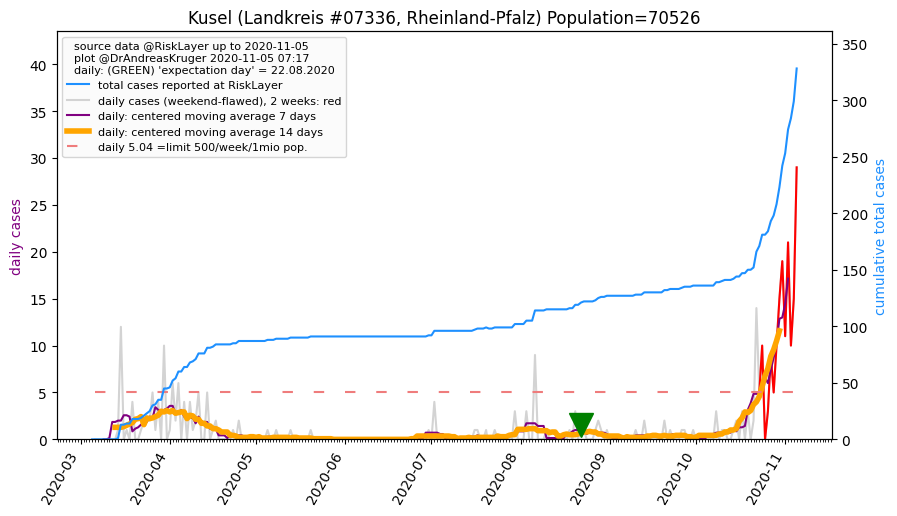 Kusel (Landkreis #07336, Rheinland-Pfalz) Population=70526
source data @RiskLayer up to 2020-11-05
plot @DrAndreasKruger 2020-11-05 07:17
daily: (GREEN) 'expectation day' = 22.08.2020
total cases reported at RiskLayer
daily cases (weekend-flawed), 2 weeks: red
daily: centered moving average 7 days
daily: centered moving average 14 days
daily 5.04 =limit 500/week/1mio pop.
daily cases
40
35
30
25
20
15
10
5
0
350
300
250
200
150
100
50
0
cumulative total cases
2020-03
2020-04
2020-05
2020-06
2020-07
2020-08
2020-09
2020-10
2020-11